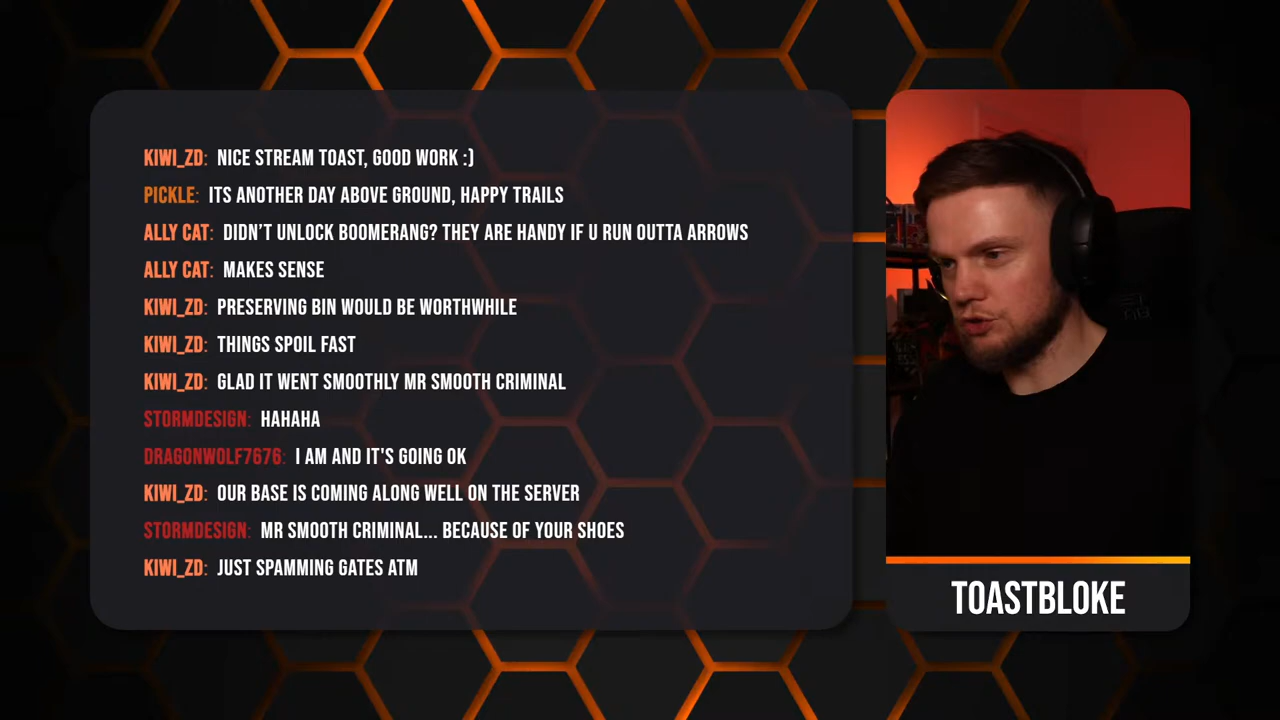 KIWI_ZD: NICE STREAM TOAST, GOOD WORK :)
PICKLE: ITS ANOTHER DAY ABOVE GROUND, HAPPY TRAILS
ALLY CAT: DIDN'T UNLOCK BOOMERANG? THEY ARE HANDY IF U RUN OUTTA ARROWS
ALLY CAT: MAKES SENSE
KIWI_ZD: PRESERVING BIN WOULD BE WORTHWHILE
KIWI_ZD: THINGS SPOIL FAST
KIWI_ZD: GLAD IT WENT SMOOTHLY MR SMOOTH CRIMINAL
STORMDESIGN: HAHAHA
DRAGONWOLF7676: I AM AND IT'S GOING OK
KIWI_ZD: OUR BASE IS COMING ALONG WELL ON THE SERVER
STORMDESIGN: MR SMOOTH CRIMINAL... BECAUSE OF YOUR SHOES
KIWI_ZD: JUST SPAMMING GATES ATM
TOASTBLOKE